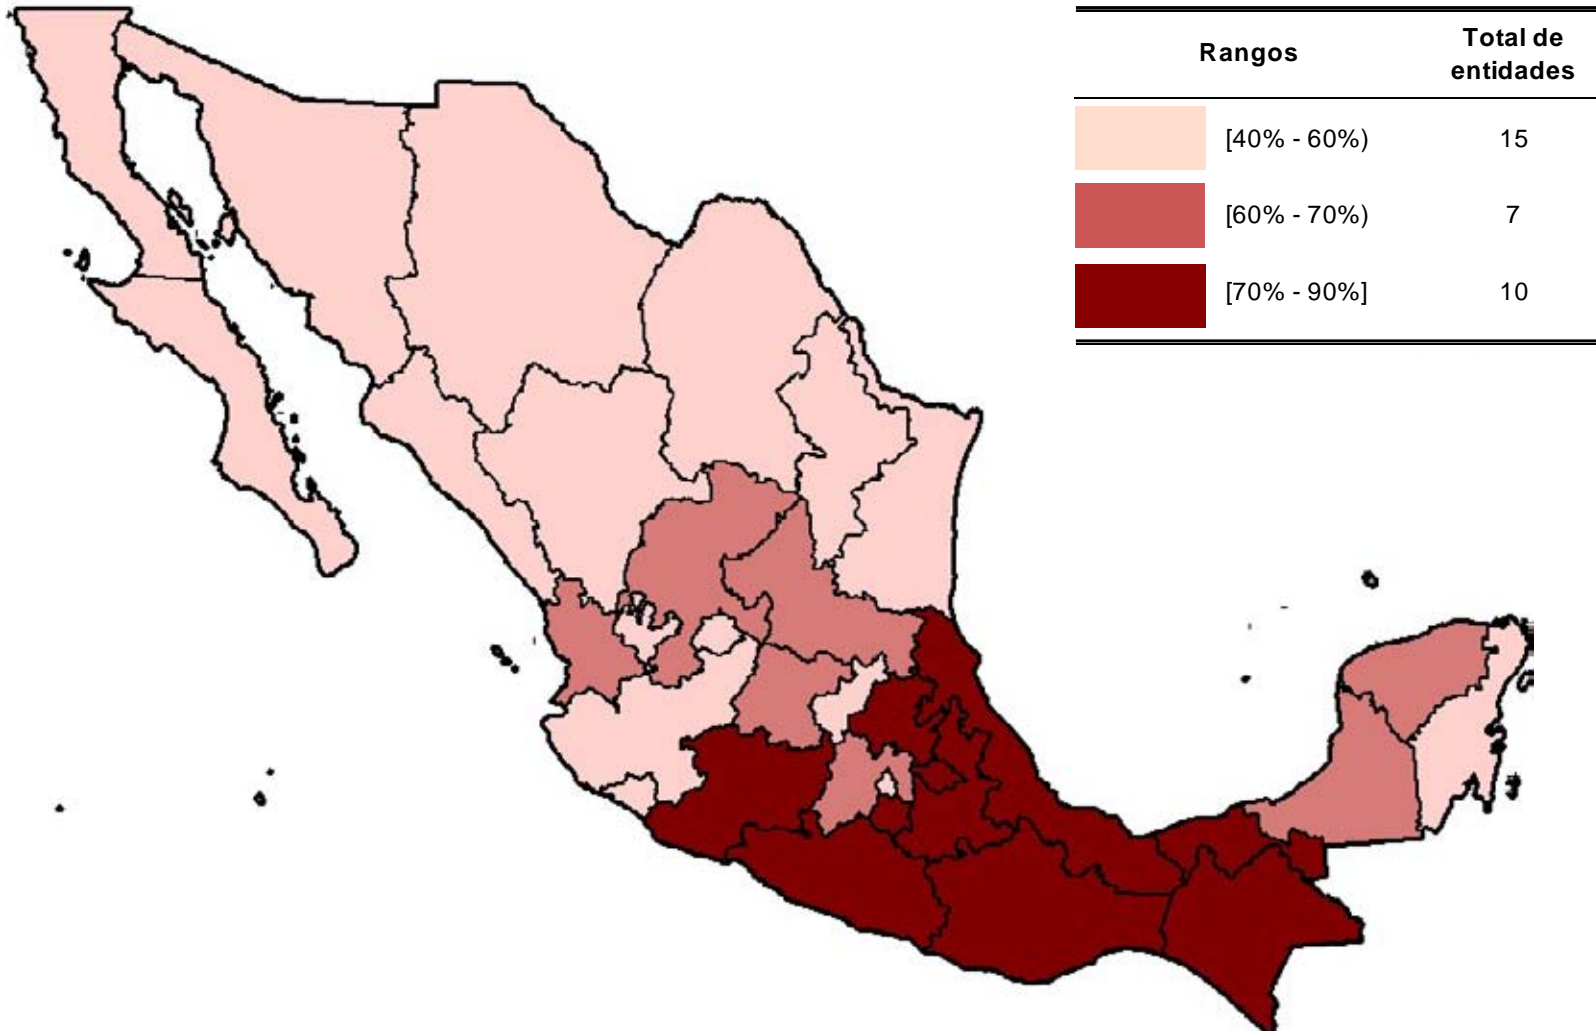 Rangos Total de entidades
[40% - 60%) 15
[60% - 70%) 7
[70% - 90%] 10